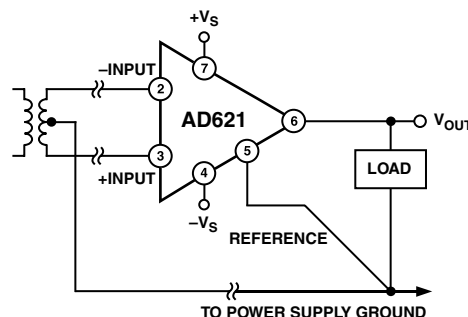 +VS
–INPUT
7
2
AD621
6
VOUT
3
5
LOAD
+INPUT
4
–VS
REFERENCE
TO POWER SUPPLY GROUND